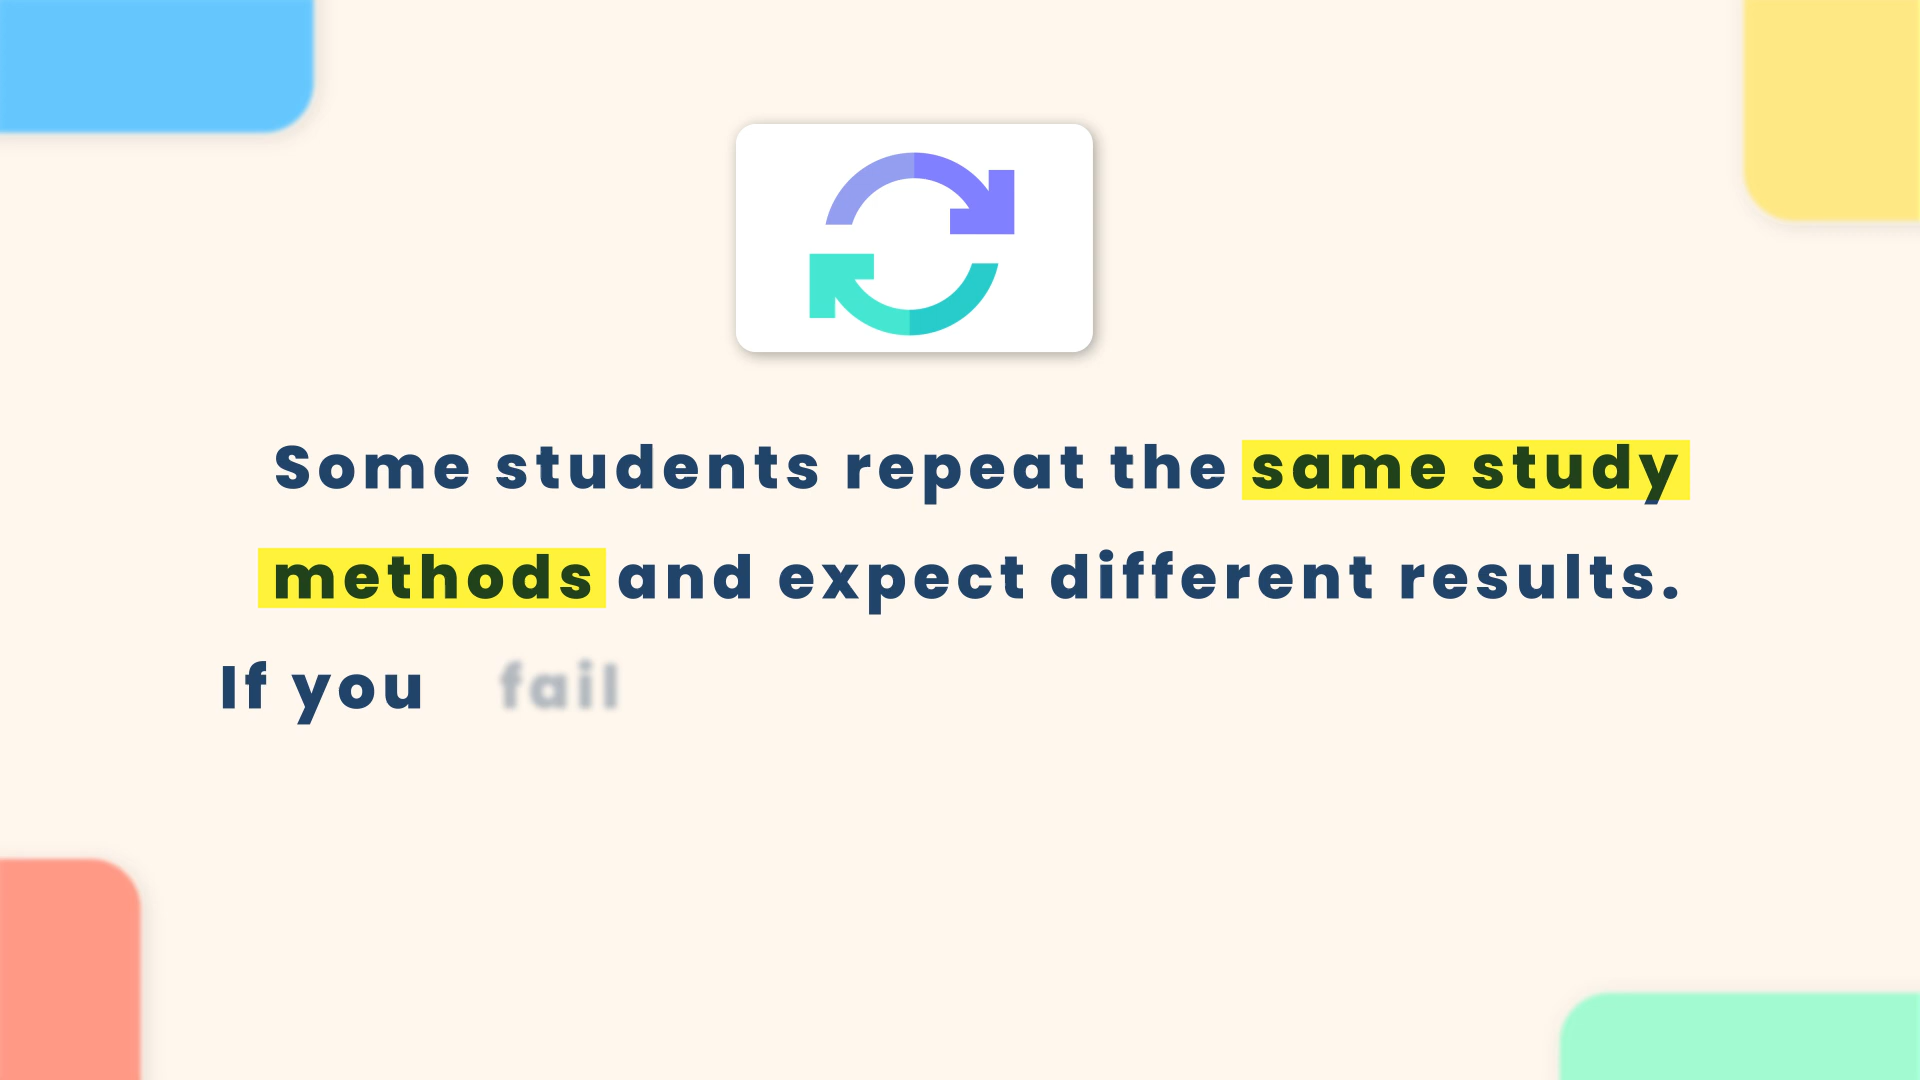 Some students repeat the same study
methods and expect different results.
If you fail